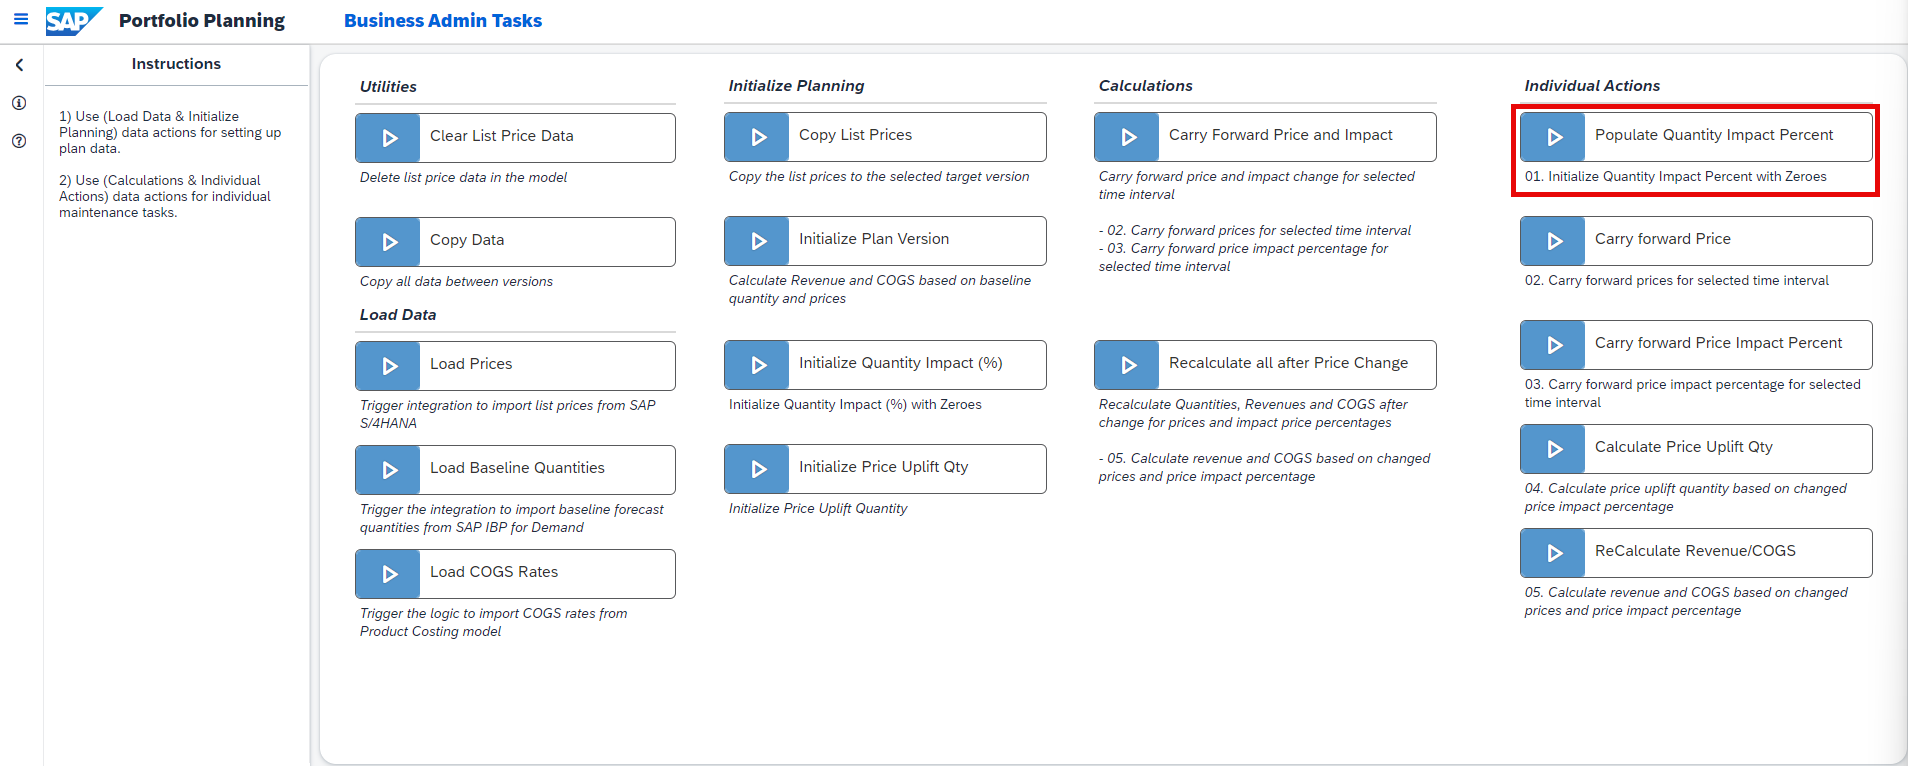 SAP Portfolio Planning Business Admin Tasks
Instructions
1) Use (Load Data & Initialize
Planning) data actions for setting up
plan data.
2) Use (Calculations & Individual
Actions) data actions for individual
maintenance tasks.
Utilities
Clear List Price Data
Delete list price data in the model
Copy Data
Copy all data between versions
Load Data
Load Prices
Trigger integration to import list prices from SAP
S/4HANA
Load Baseline Quantities
Trigger the integration to import baseline forecast
quantities from SAP IBP for Demand
Load COGS Rates
Trigger the logic to import COGS rates from
Product Costing model
Initialize Planning
Copy List Prices
Copy the list prices to the selected target version
Initialize Plan Version
Calculate Revenue and COGS based on baseline
quantity and prices
Initialize Quantity Impact (%)
Initialize Quantity Impact (%) with Zeroes
Initialize Price Uplift Qty
Initialize Price Uplift Quantity
Calculations
Carry Forward Price and Impact
Carry forward price and impact change for selected
time interval
- 02. Carry forward prices for selected time interval
- 03. Carry forward price impact percentage for
selected time interval
Recalculate all after Price Change
Recalculate Quantities, Revenues and COGS after
change for prices and impact price percentages
- 05. Calculate revenue and COGS based on changed
prices and price impact percentage
Individual Actions
Populate Quantity Impact Percent
01. Initialize Quantity Impact Percent with Zeroes
Carry forward Price
02. Carry forward prices for selected time interval
Carry forward Price Impact Percent
03. Carry forward price impact percentage for selected
time interval
Calculate Price Uplift Qty
04. Calculate price uplift quantity based on changed
price impact percentage
ReCalculate Revenue/COGS
05. Calculate revenue and COGS based on changed
prices and price impact percentage